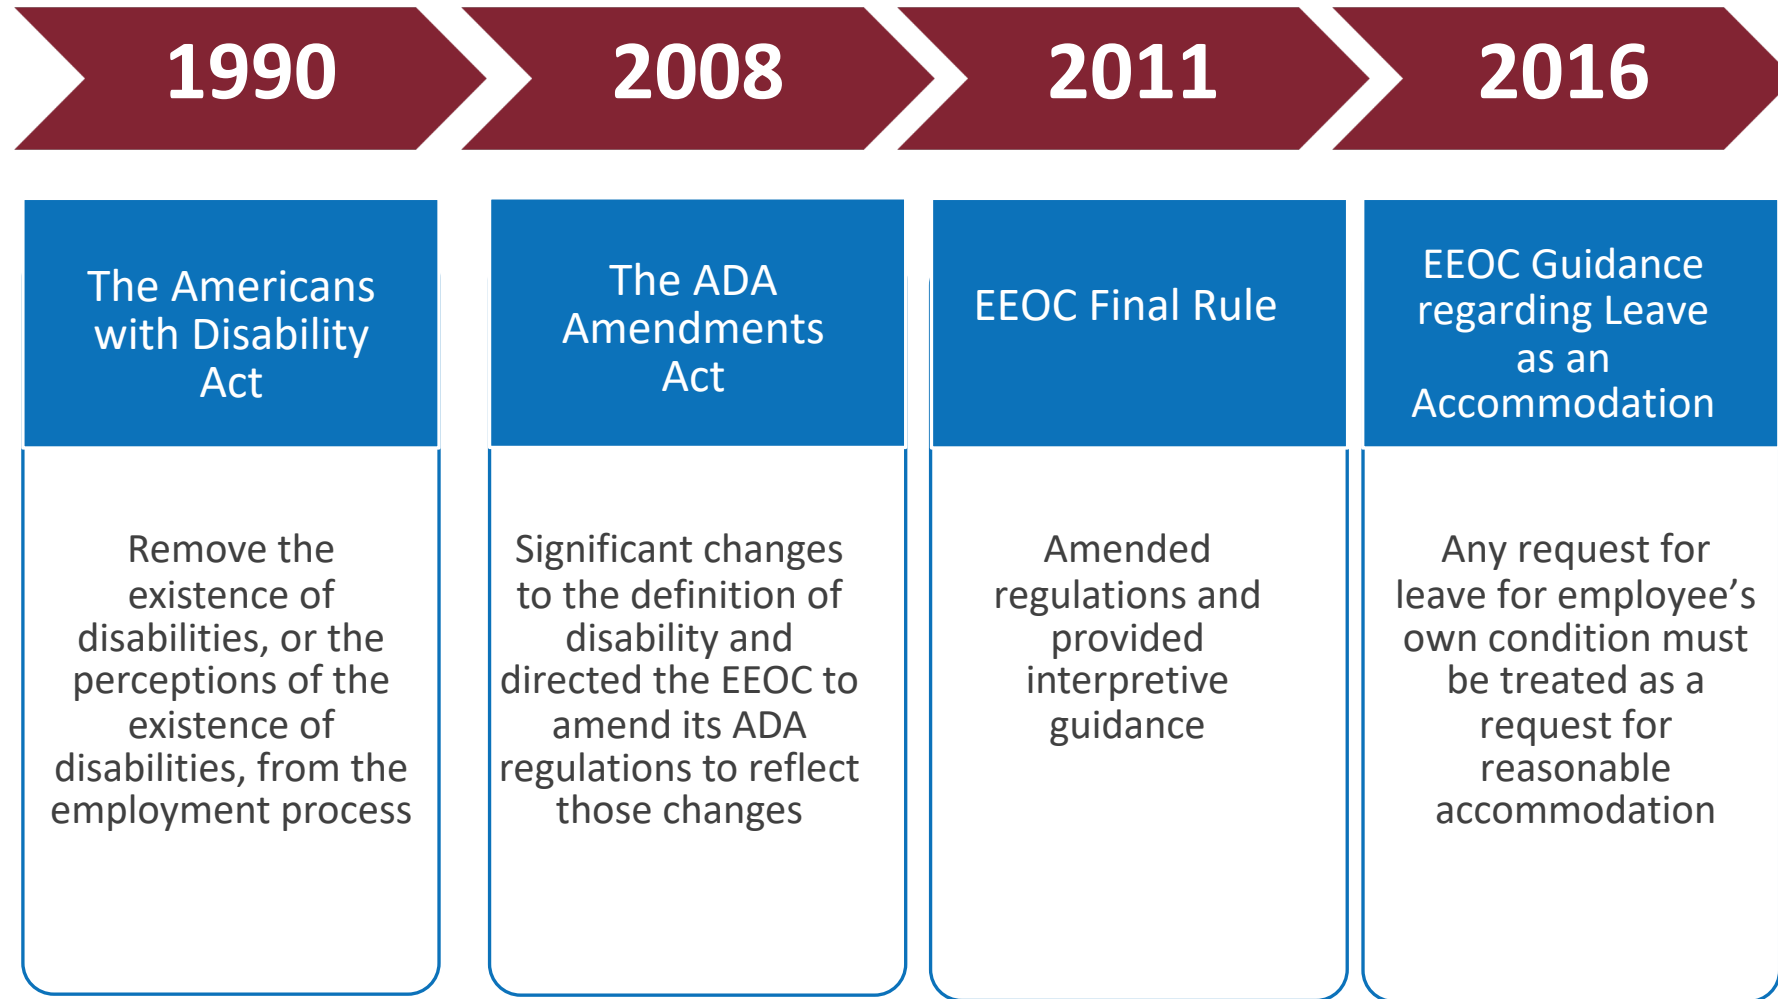 1990
2008
2011
2016
The Americans
with Disability
Act
Remove the
existence of
disabilities, or the
perceptions of the
existence of
disabilities, from the
employment process
The ADA
Amendments
Act
Significant changes
to the definition of
disability and
directed the EEOC to
amend its ADA
regulations to reflect
those changes
EEOC Final Rule
Amended
regulations and
provided
interpretive
guidance
EEOC Guidance
regarding Leave
as an
Accommodation
Any request for
leave for employee’s
own condition must
be treated as a
request for
reasonable
accommodation